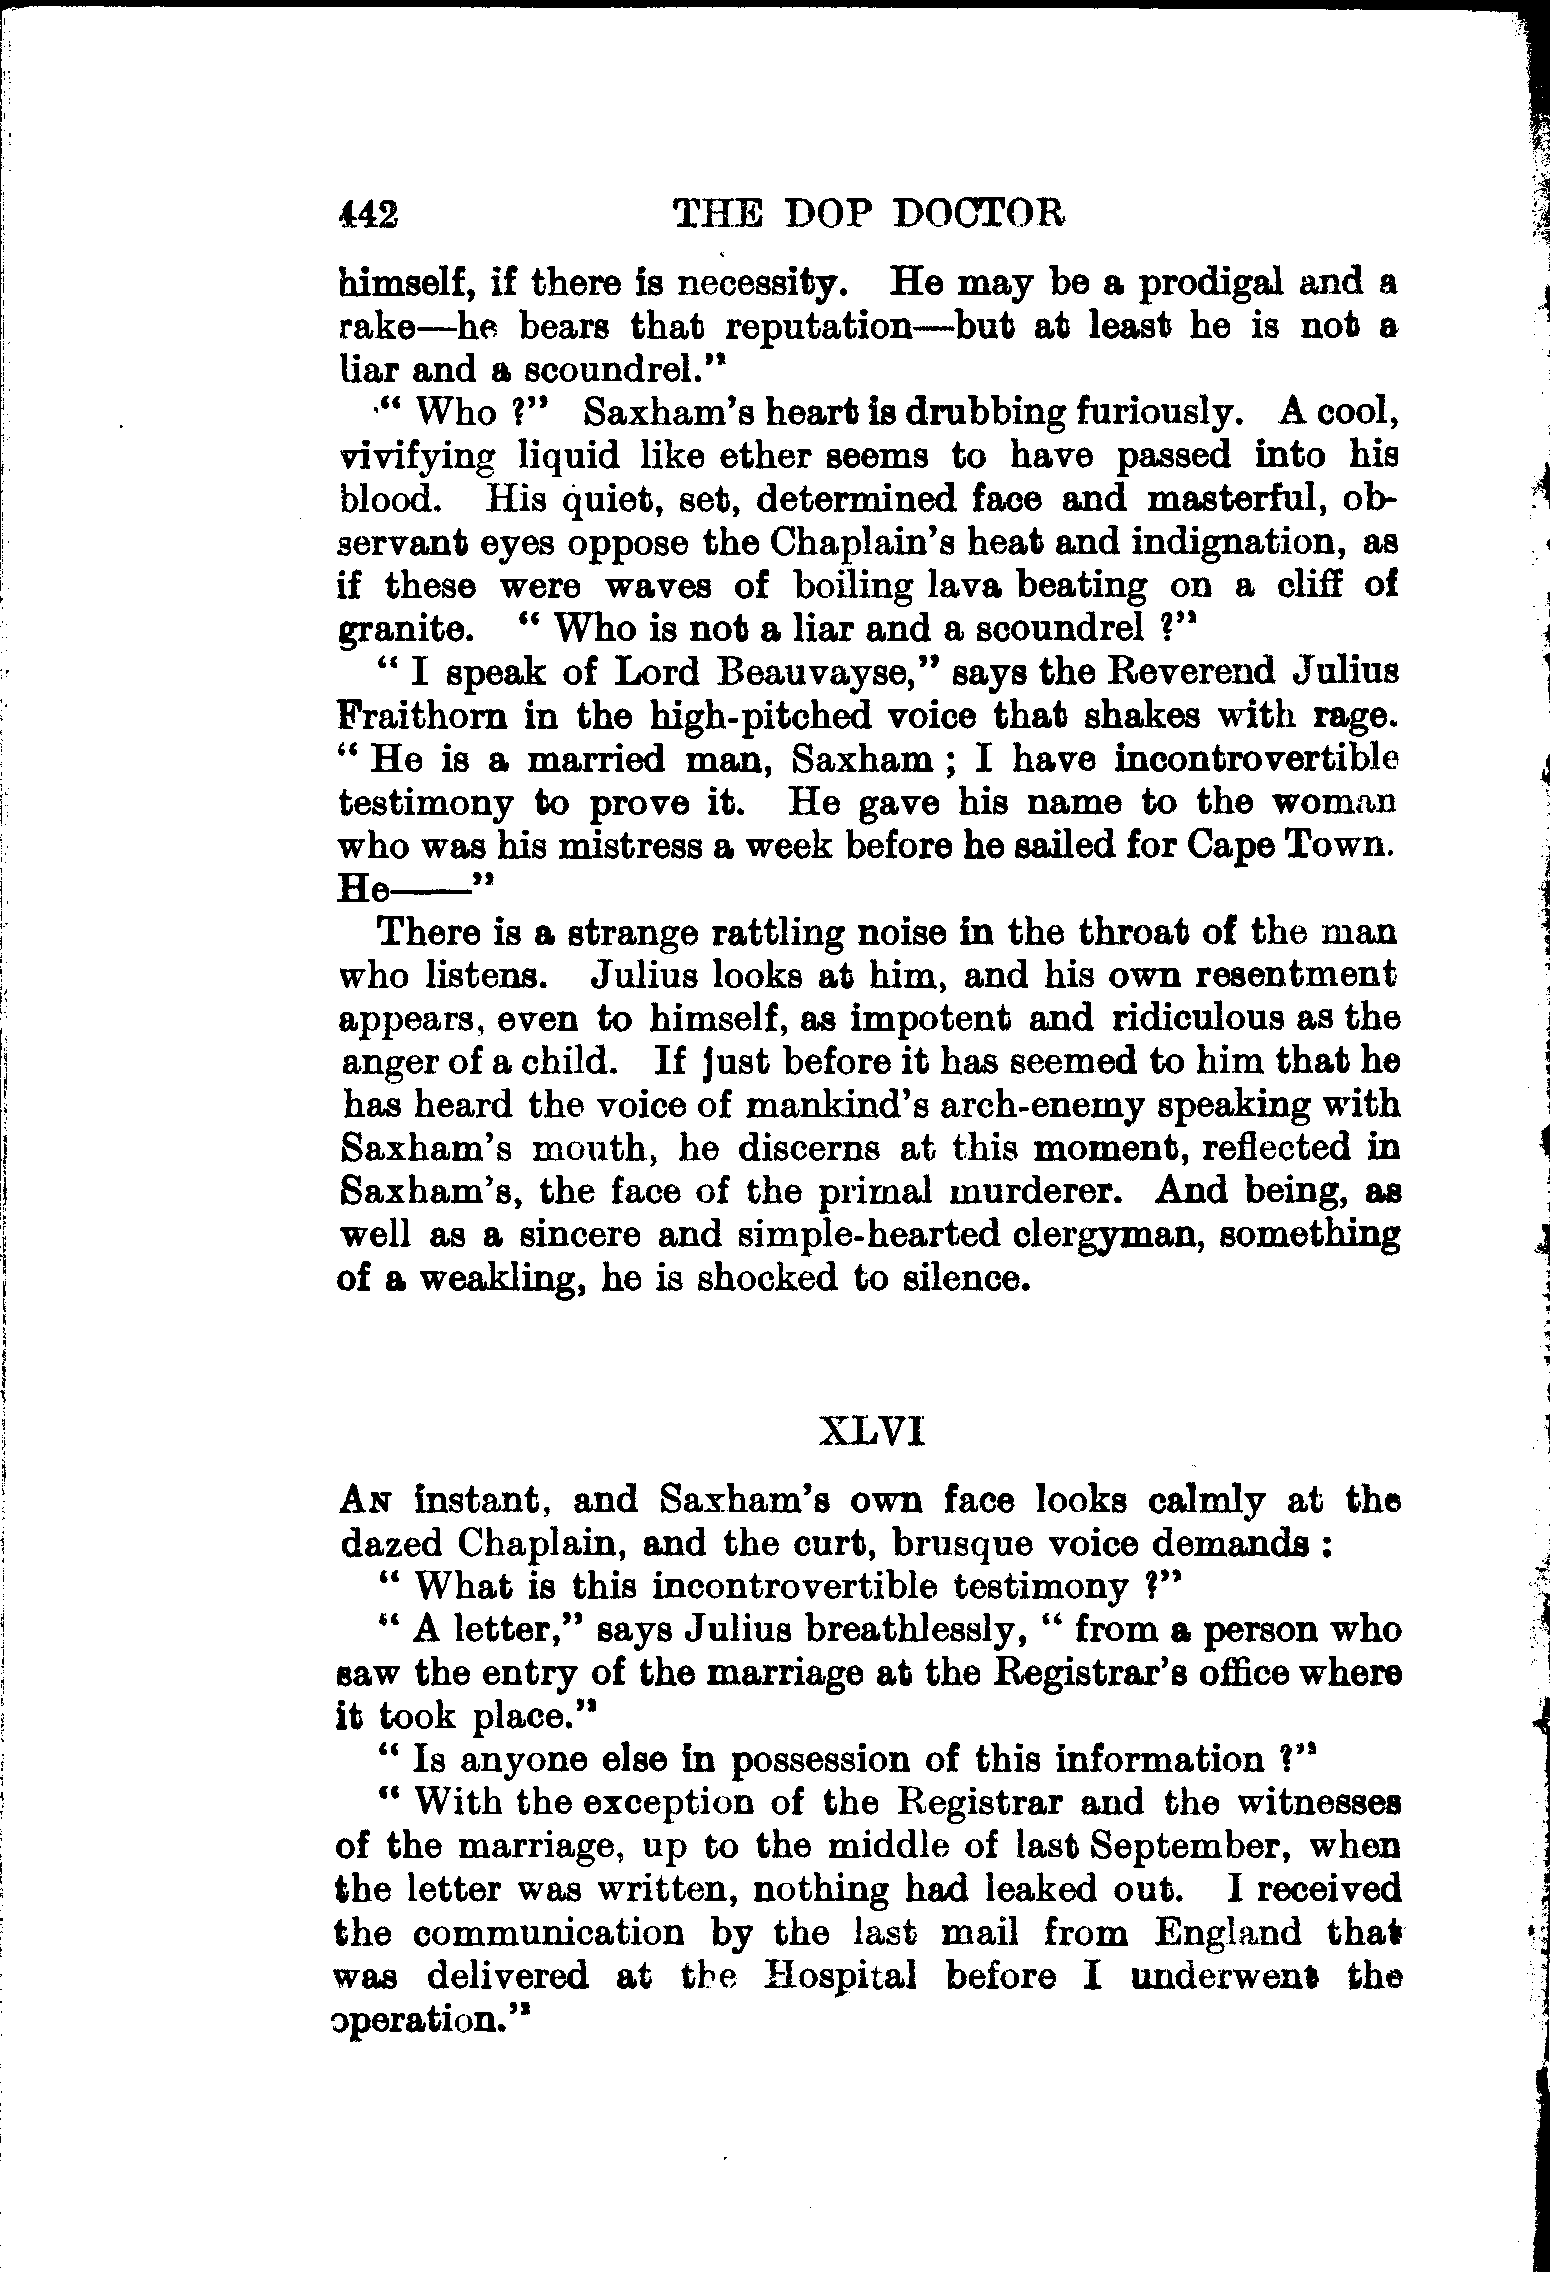 442 THE DOP DOCTOR
himself, if there is necessity. He may be a prodigal and a
rake—he bears that reputation—but at least he is not a
liar and a scoundrel."
" Who ?" Saxham's heart is drubbing furiously. A cool,
vivifying liquid like ether seems to have passed into his
blood. His quiet, set, determined face and masterful, ob-
servant eyes oppose the Chaplain's heat and indignation, as
if these were waves of boiling lava beating on a cliff of
granite. " Who is not a liar and a scoundrel ?"
" I speak of Lord Beauvayse," says the Reverend Julius
Fraithorn in the high-pitched voice that shakes with rage.
" He is a married man, Saxham ; I have incontrovertible
testimony to prove it. He gave his name to the woman
who was his mistress a week before he sailed for Cape Town.
He——"
There is a strange rattling noise in the throat of the man
who listens. Julius looks at him, and his own resentment
appears, even to himself, as impotent and ridiculous as the
anger of a child. If just before it has seemed to him that he
has heard the voice of mankind's arch-enemy speaking with
Saxham's mouth, he discerns at this moment, reflected in
Saxham's, the face of the primal murderer. And being, as
well as a sincere and simple-hearted clergyman, something
of a weakling, he is shocked to silence.
XLVI
AN instant, and Saxham's own face looks calmly at the
dazed Chaplain, and the curt, brusque voice demands :
" What is this incontrovertible testimony ?"
" A letter," says Julius breathlessly, " from a person who
saw the entry of the marriage at the Registrar's office where
it took place."
" Is anyone else in possession of this information ?"
" With the exception of the Registrar and the witnesses
of the marriage, up to the middle of last September, when
the letter was written, nothing had leaked out. I received
the communication by the last mail from England that
was delivered at the Hospital before I underwent the
operation."